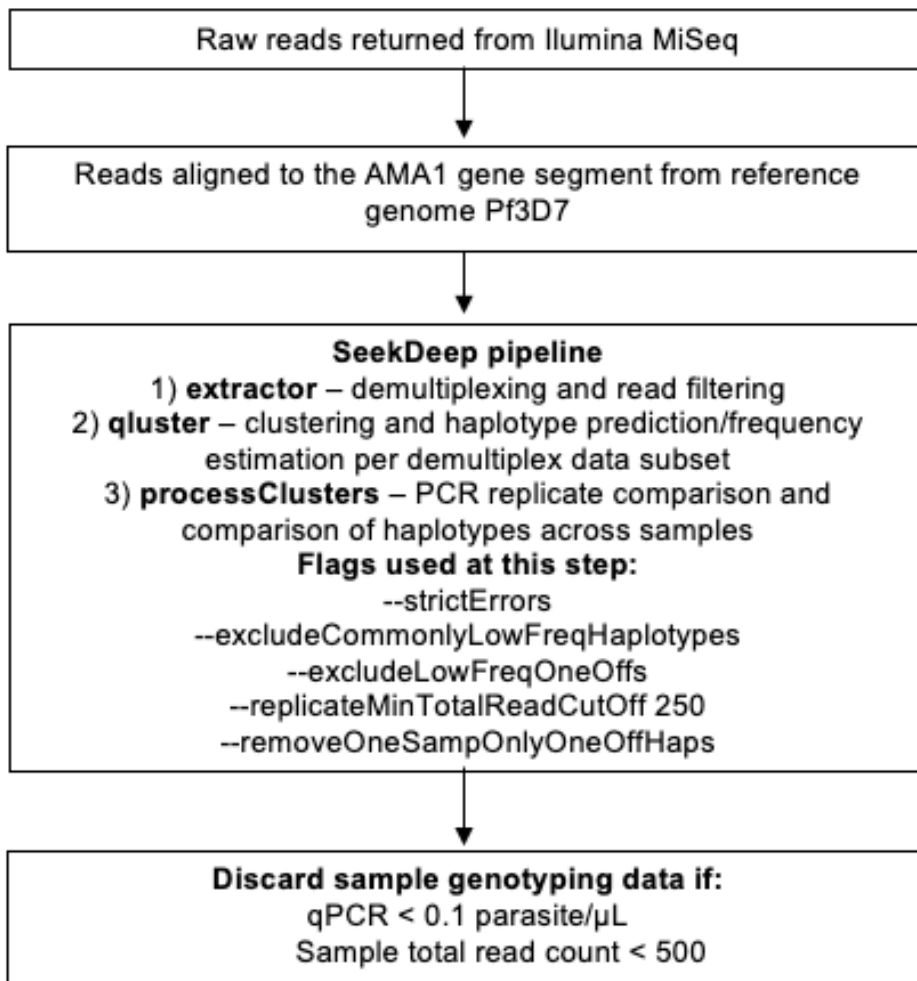 Raw reads returned from Ilumina MiSeq
Reads aligned to the AMA1 gene segment from reference
genome Pf3D7
SeekDeep pipeline
1) extractor – demultiplexing and read filtering
2) qluster – clustering and haplotype prediction/frequency
estimation per demultiplex data subset
3) processClusters – PCR replicate comparison and
comparison of haplotypes across samples
Flags used at this step:
--strictErrors
--excludeCommonlyLowFreqHaplotypes
--excludeLowFreqOneOffs
--replicateMinTotalReadCutOff 250
--removeOneSampOnlyOneOffHaps
Discard sample genotyping data if:
qPCR < 0.1 parasite/µL
Sample total read count < 500